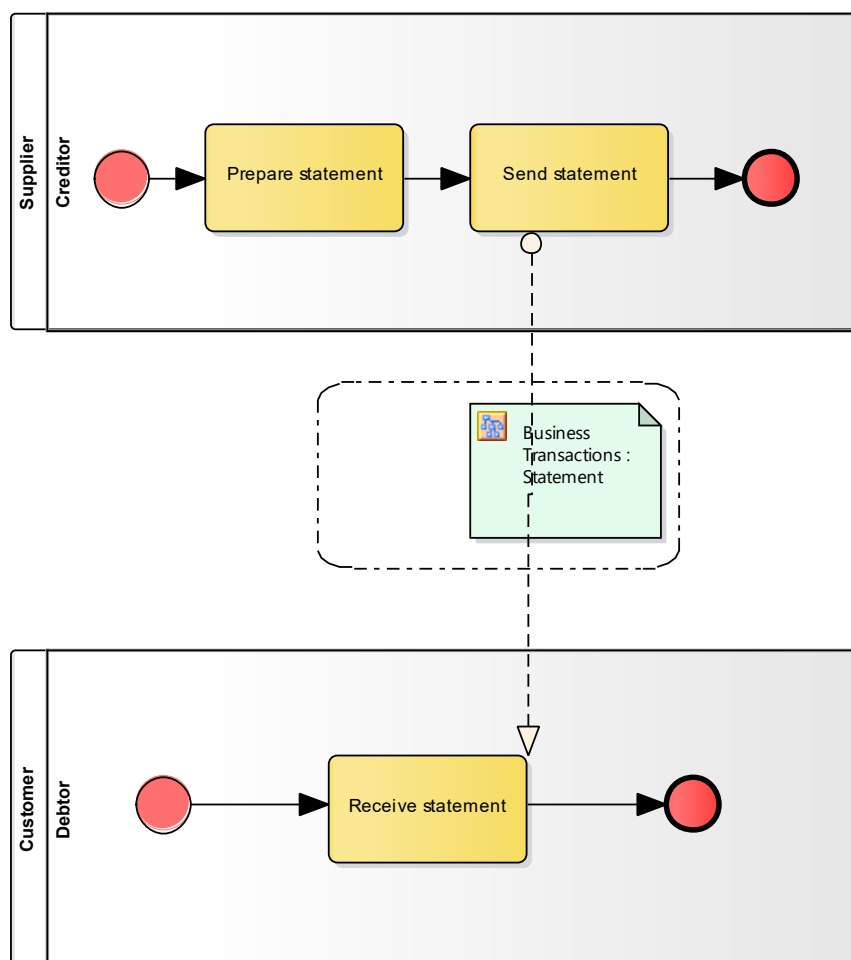 Supplier
Creditor
Prepare statement
Send statement
Business
Transactions :
Statement
Customer
Debtor
Receive statement